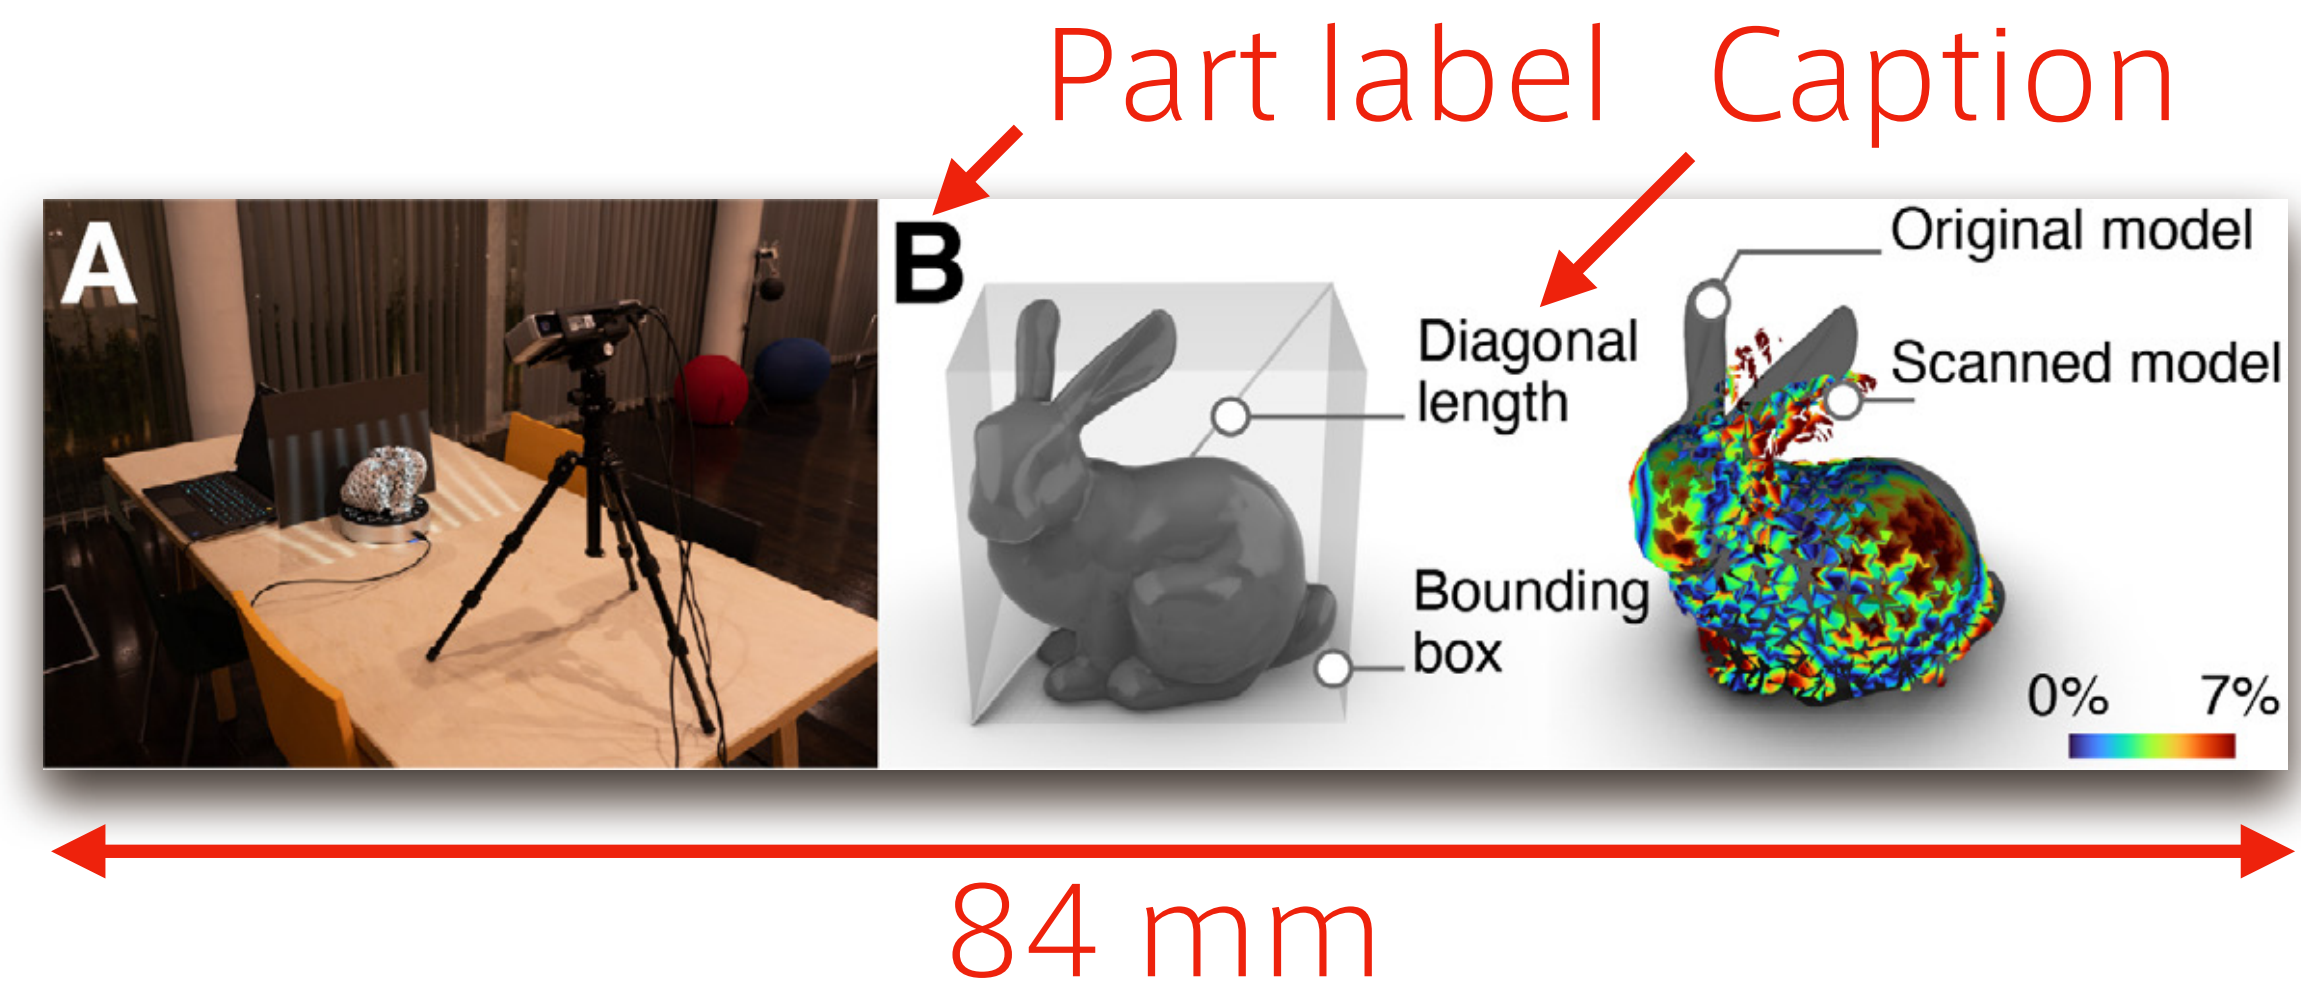 Part label
Caption
A
B
Original model
Diagonal
length
Scanned model
Bounding
box
0%
7%
84 mm